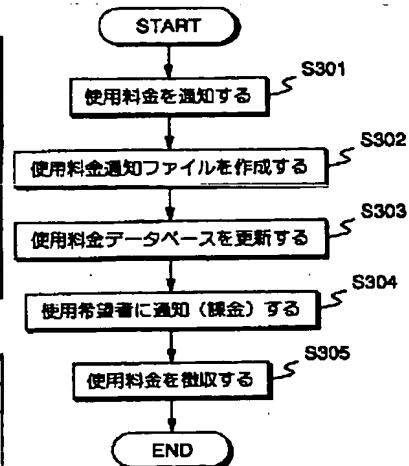 START
S301
使用料金を通知する
S302
使用料金通知ファイルを作成する
S303
使用料金データベースを更新する
S304
使用希望者に通知（課金）する
S305
使用料金を徴収する
END